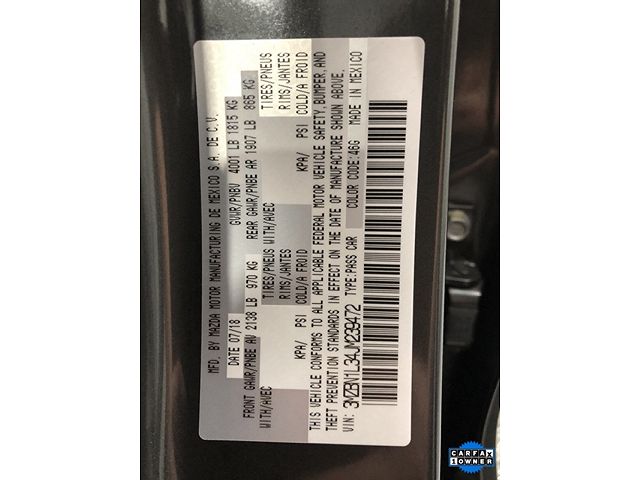 MFD. BY MAZDA MOTOR MANUFACTURING DE MEXICO S.A. DE C.V.
DATE 07/18 GVWR/PNBV 4001 LB 1815 KG
FRONT GAWR/PNBE AV 2138 LB 970 KG REAR GAWR/PNBE AR 1907 LB 865 KG
WITH/AVEC TIRES/PNEUS WITH/AVEC TIRES/PNEUS
RIMS/JANTES RIMS/JANTES
KPA/ PSI COLD/A FROID KPA/ PSI COLD/A FROID
THIS VEHICLE CONFORMS TO ALL APPLICABLE FEDERAL MOTOR VEHICLE SAFETY, BUMPER, AND
THEFT PREVENTION STANDARDS IN EFFECT ON THE DATE OF MANUFACTURE SHOWN ABOVE.
VIN: 3MZBN1L34JM239472 TYPE:PASS CAR COLOR CODE:46G MADE IN MEXICO
CARFAX
1 OWNER